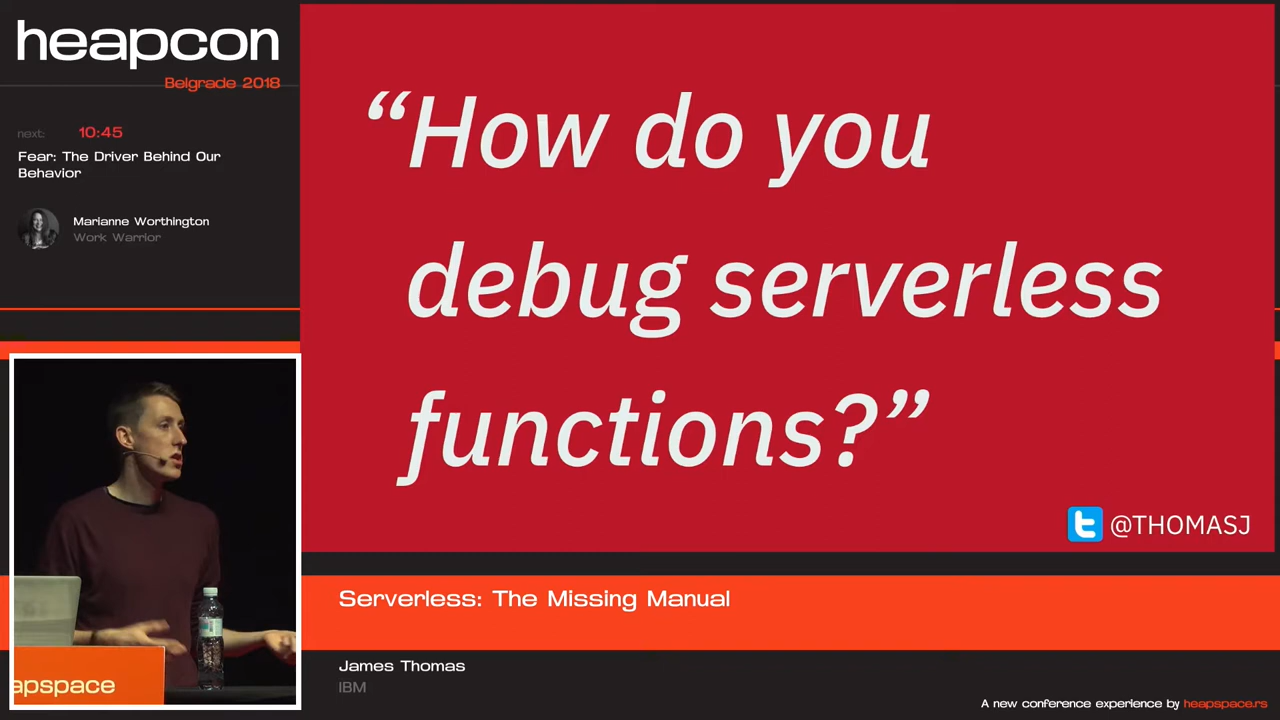 heapcon
Belgrade 2018
next: 10:45
Fear: The Driver Behind Our
Behavior
Marianne Worthington
Work Warrior
“How do you
debug serverless
functions?”
@THOMASJ
apspace
Serverless: The Missing Manual
James Thomas
IBM
A new conference experience by heapspace.rs